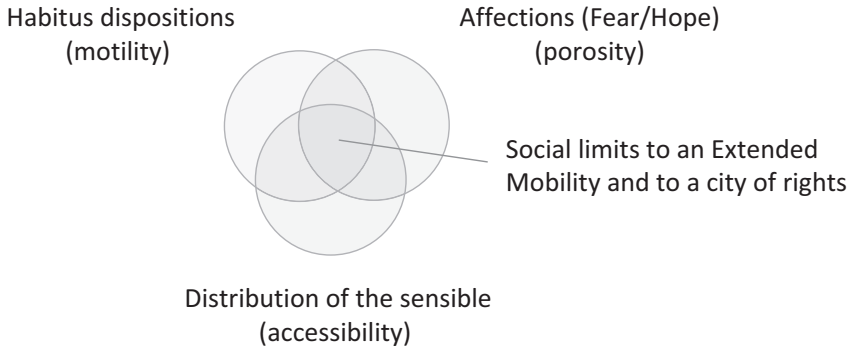 Habitus dispositions
(motility)
Affections (Fear/Hope)
(porosity)
Social limits to an Extended
Mobility and to a city of rights
Distribution of the sensible
(accessibility)